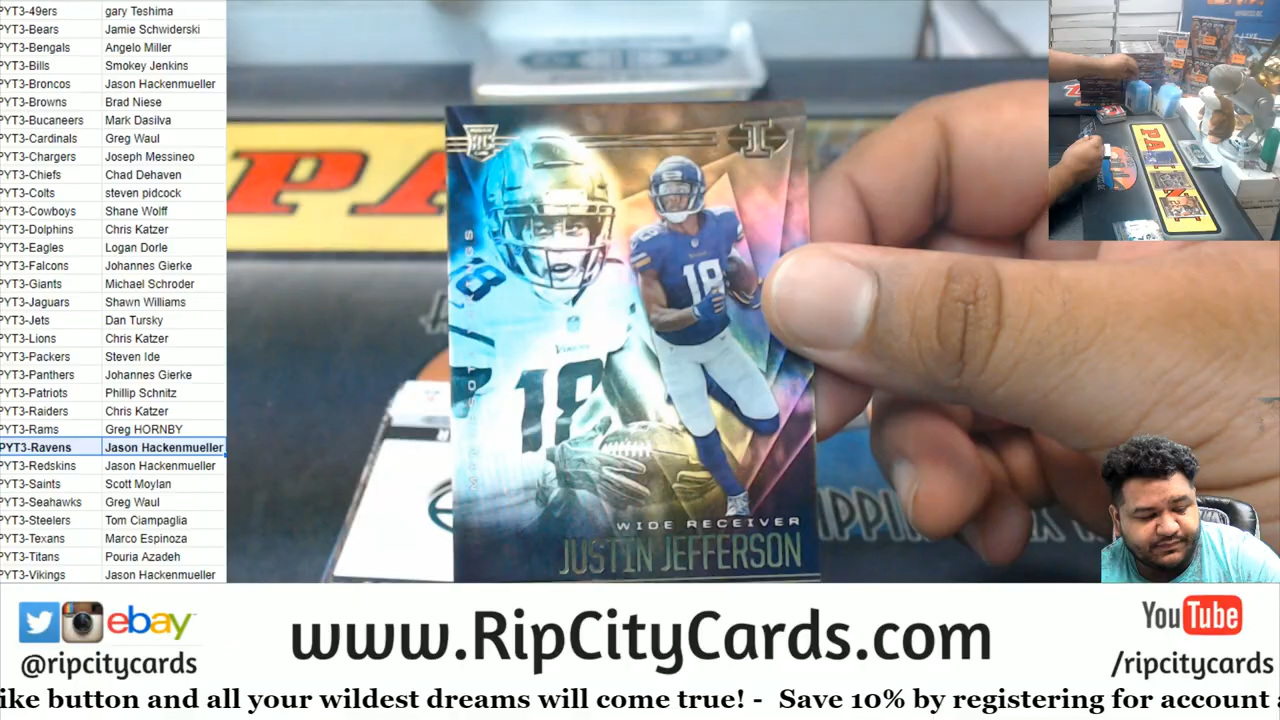 PYT3-49ers gary Teshima
PYT3-Bears Jamie Schwiderski
PYT3-Bengals Angelo Miller
PYT3-Bills Smokey Jenkins
PYT3-Broncos Jason Hackenmueller
PYT3-Browns Brad Niese
PYT3-Bucaneers Mark Dasilva
PYT3-Cardinals Greg Waul
PYT3-Chargers Joseph Messineo
PYT3-Chiefs Chad Dehaven
PYT3-Colts steven pidcock
PYT3-Cowboys Shane Wolff
PYT3-Dolphins Chris Katzer
PYT3-Eagles Logan Dorle
PYT3-Falcons Johannes Gierke
PYT3-Giants Michael Schroder
PYT3-Jaguars Shawn Williams
PYT3-Jets Dan Tursky
PYT3-Lions Chris Katzer
PYT3-Packers Steven Ide
PYT3-Panthers Johannes Gierke
PYT3-Patriots Phillip Schnitz
PYT3-Raiders Chris Katzer
PYT3-Rams Greg HORNBY
PYT3-Ravens Jason Hackenmueller
PYT3-Redskins Jason Hackenmueller
PYT3-Saints Scott Moylan
PYT3-Seahawks Greg Waul
PYT3-Steelers Tom Ciampaglia
PYT3-Texans Marco Espinoza
PYT3-Titans Pouria Azadeh
PYT3-Vikings Jason Hackenmueller
RC
I
18
18
18
WIDE RECEIVER
JUSTIN JEFFERSON
ebay
@ripcitycards
www.RipCityCards.com
YouTube
/ripcitycards
ike button and all your wildest dreams will come true! - Save 10% by registering for account